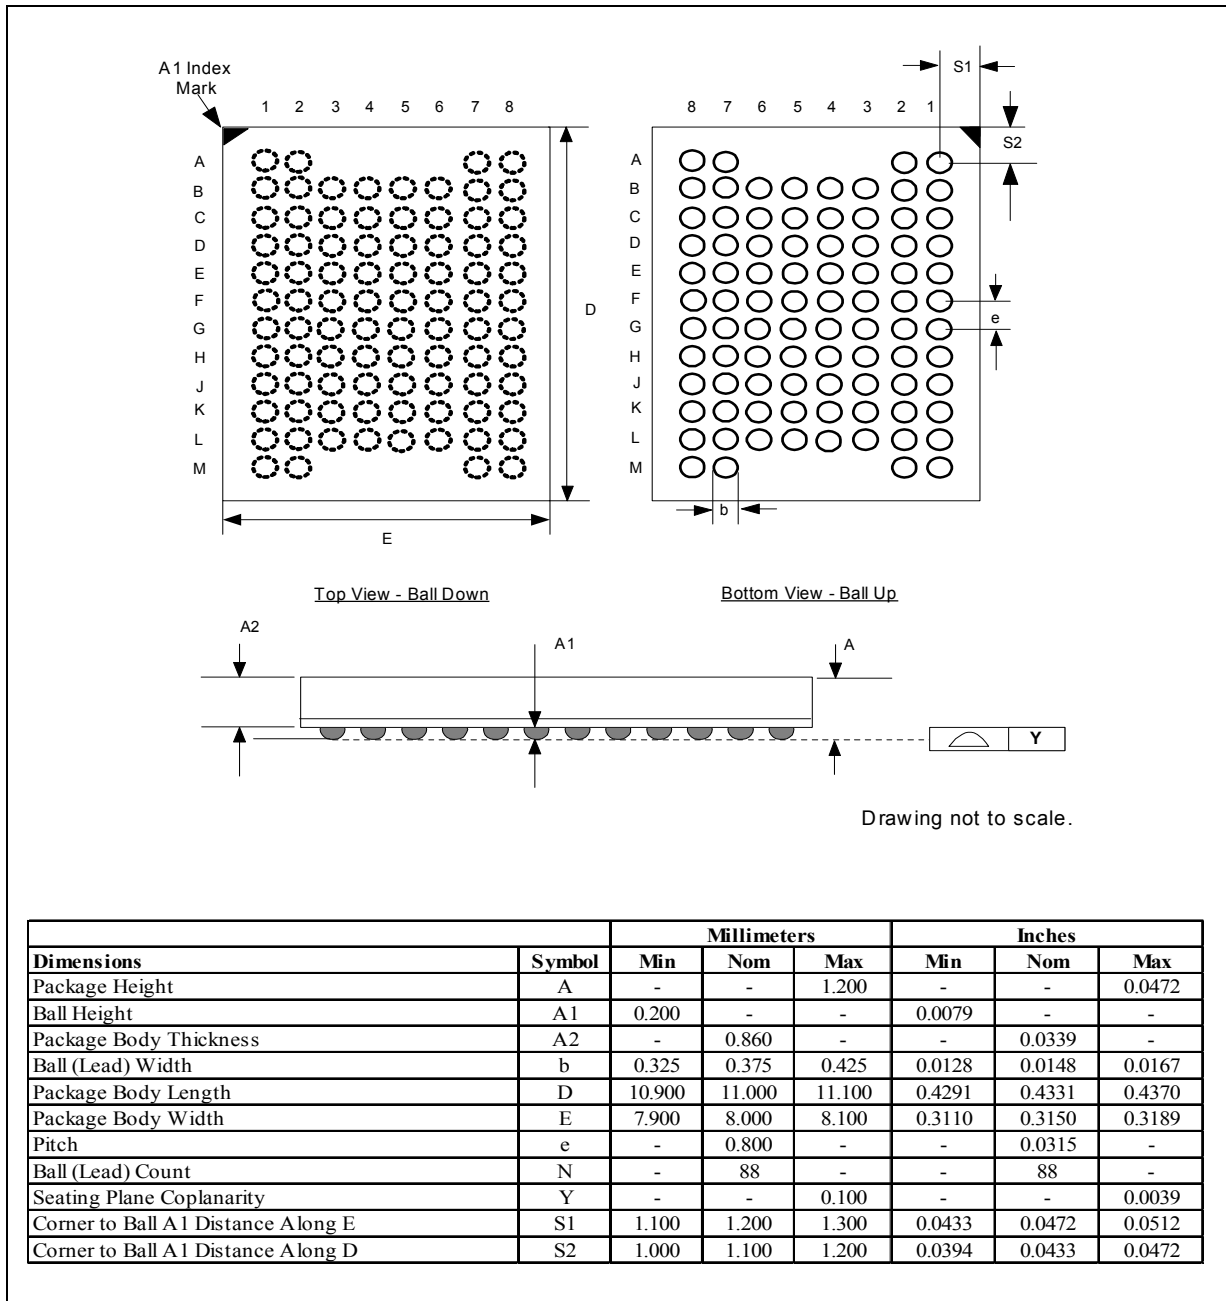 A1 Index
Mark
1 2 3 4 5 6 7 8
A
B
C
D
E
F
G
H
J
K
L
M
D
E
8 7 6 5 4 3 2 1
S1
S2
A
B
C
D
E
F
G
H
J
K
L
M
e
b
Top View - Ball Down
Bottom View - Ball Up
A2
A1
A
Y
Drawing not to scale.
Millimeters Inches
Dimensions Symbol Min Nom Max Min Nom Max
Package Height A - - 1.200 - - 0.0472
Ball Height A1 0.200 - - 0.0079 - -
Package Body Thickness A2 - 0.860 - - 0.0339 -
Ball (Lead) Width b 0.325 0.375 0.425 0.0128 0.0148 0.0167
Package Body Length D 10.900 11.000 11.100 0.4291 0.4331 0.4370
Package Body Width E 7.900 8.000 8.100 0.3110 0.3150 0.3189
Pitch e - 0.800 - - 0.0315 -
Ball (Lead) Count N - 88 - - 88 -
Seating Plane Coplanarity Y - - 0.100 - - 0.0039
Corner to Ball A1 Distance Along E S1 1.100 1.200 1.300 0.0433 0.0472 0.0512
Corner to Ball A1 Distance Along D S2 1.000 1.100 1.200 0.0394 0.0433 0.0472